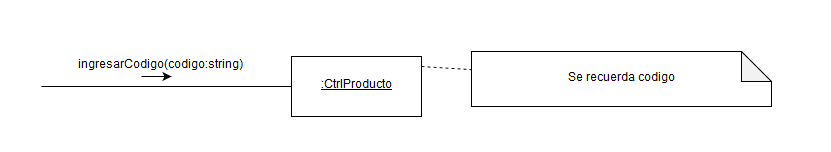 ingresarCodigo(codigo:string)
:CtrlProducto
Se recuerda codigo